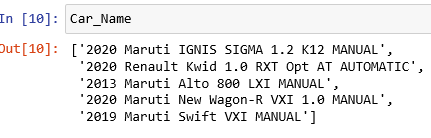 In [10]: Car_Name
Out[10]: ['2020 Maruti IGNIS SIGMA 1.2 K12 MANUAL',
'2020 Renault Kwid 1.0 RXT Opt AT AUTOMATIC',
'2013 Maruti Alto 800 LXI MANUAL',
'2020 Maruti New Wagon-R VXI 1.0 MANUAL',
'2019 Maruti Swift VXI MANUAL']